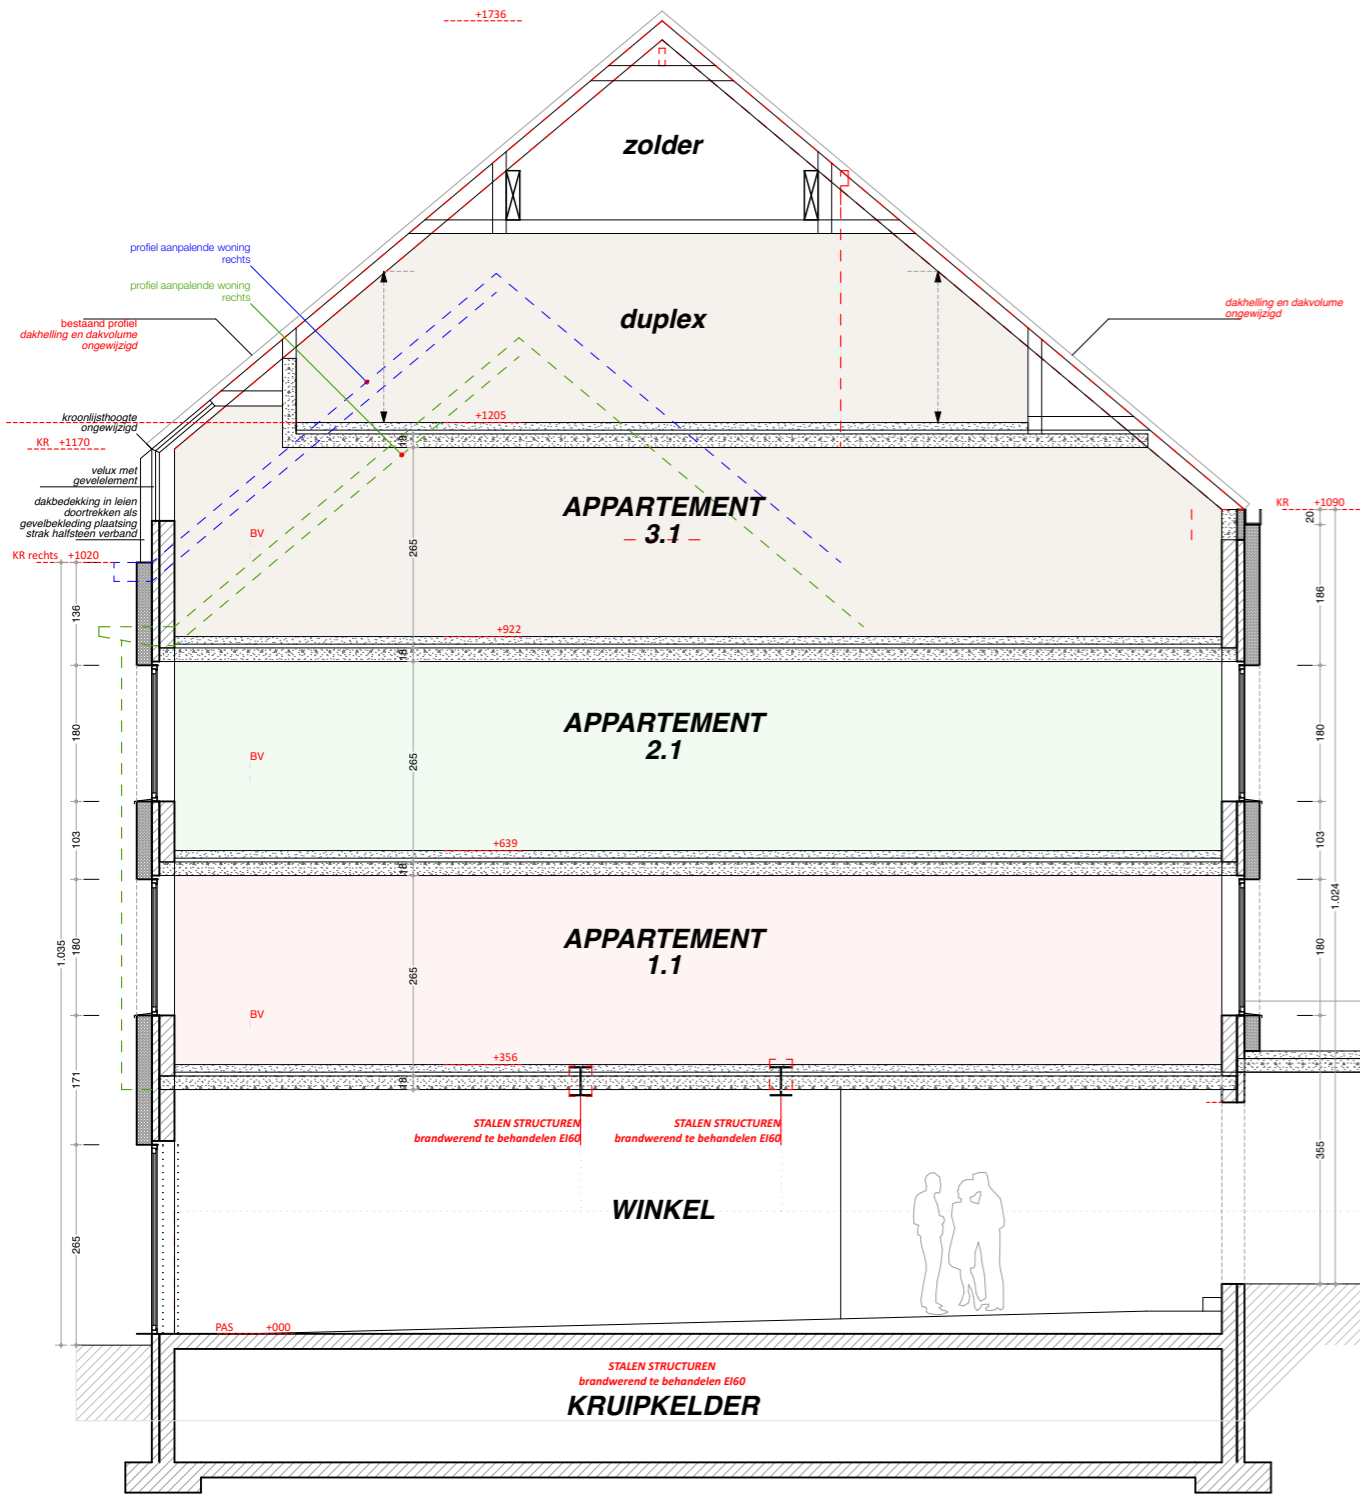 +1736
zolder
profiel aanpalende woning
rechts
profiel aanpalende woning
rechts
bestaand profiel
dakhelling en dakvolume
ongewijzigd
dakhelling en dakvolume
ongewijzigd
duplex
kroonlijsthoogte
ongewijzigd
+1205
18
KR +1170
velux met
gevelelement
dakbedekking in leien
doortrekken als
gevelbekleding plaatsing
strak halfsteen verband
KR rechts +1020
KR +1090
20
APPARTEMENT
3.1
BV
265
136
186
+922
18
APPARTEMENT
2.1
BV
265
180
180
103
103
+639
18
1.024
APPARTEMENT
1.1
BV
265
1.035
180
180
171
+356
18
STALEN STRUCTUREN
brandwerend te behandelen EI60
STALEN STRUCTUREN
brandwerend te behandelen EI60
355
WINKEL
265
PAS +000
STALEN STRUCTUREN
brandwerend te behandelen EI60
KRUIPKELDER